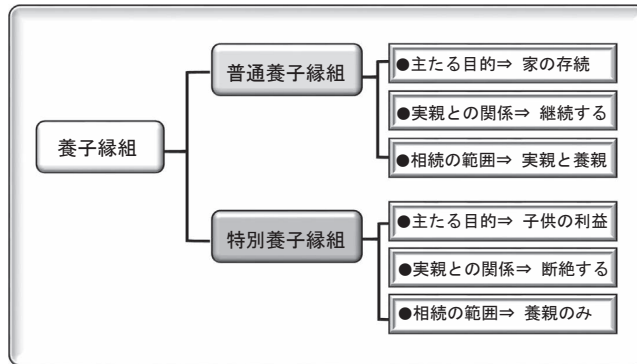 養子縁組
普通養子縁組
●主たる目的⇒ 家の存続
●実親との関係⇒ 継続する
●相続の範囲⇒ 実親と養親
特別養子縁組
●主たる目的⇒ 子供の利益
●実親との関係⇒ 断絶する
●相続の範囲⇒ 養親のみ